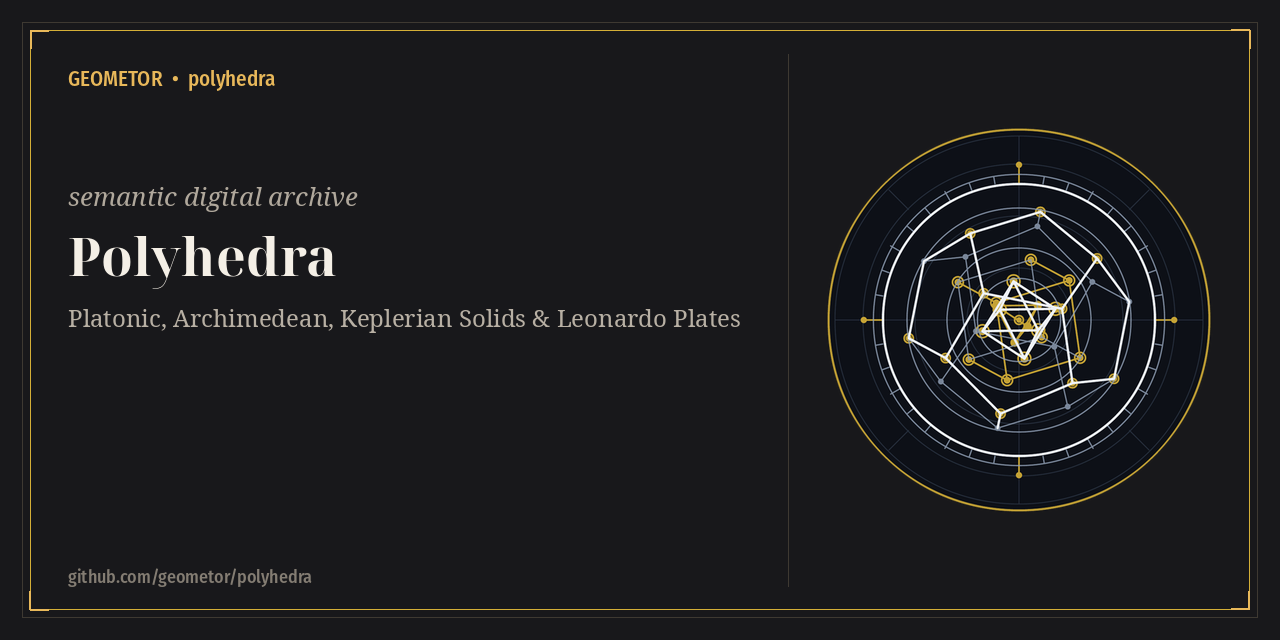 GEOMETOR • polyhedra
semantic digital archive
Polyhedra
Platonic, Archimedean, Keplerian Solids & Leonardo Plates
github.com/geometor/polyhedra